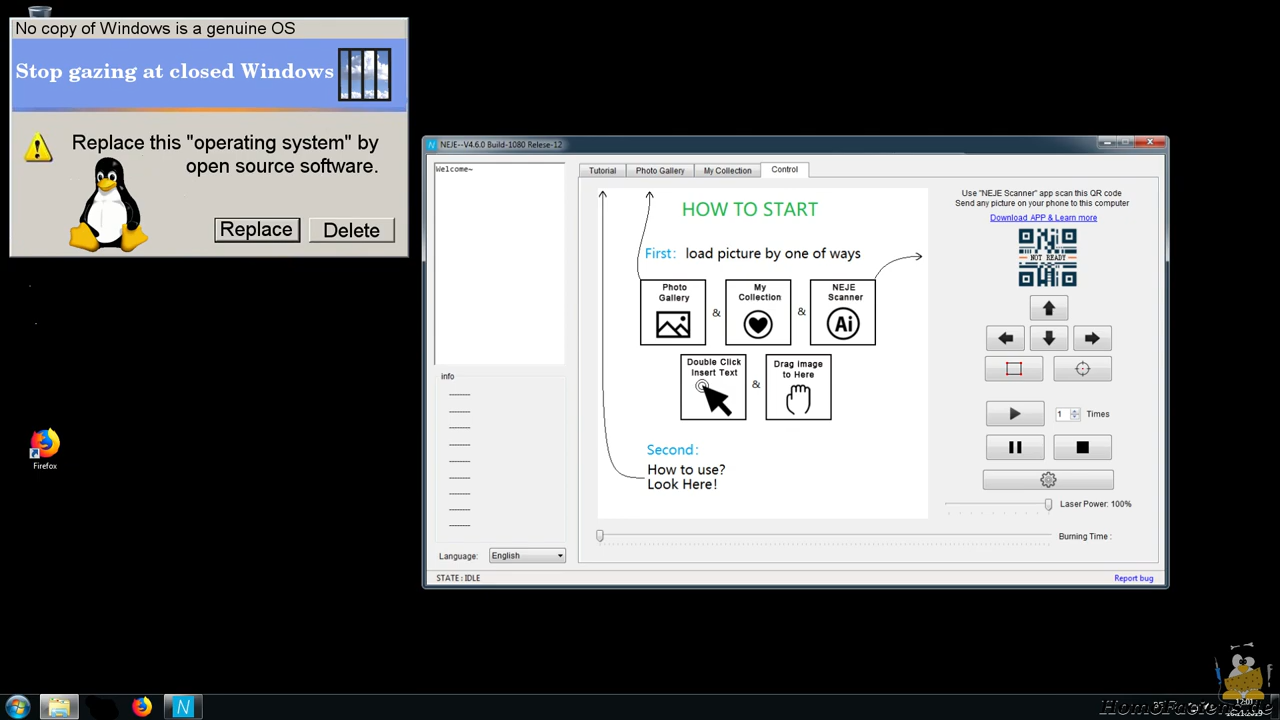 No copy of Windows is a genuine OS
Stop gazing at closed Windows
Replace this "operating system" by
open source software.
Replace
Delete
Firefox
NEJE--V4.6.0 Build-1080 Relese-12
Welcome~
info
Language:
English
STATE : IDLE
Tutorial
Photo Gallery
My Collection
Control
HOW TO START
First: load picture by one of ways
Photo
Gallery
&
My
Collection
&
NEJE
Scanner
Ai
Double Click
Insert Text
&
Drag Image
to Here
Second:
How to use?
Look Here!
Use "NEJE Scanner" app scan this QR code
Send any picture on your phone to this computer
Download APP & Learn more
NOT READY
1
Times
Laser Power: 100%
Burning Time :
Report bug
N